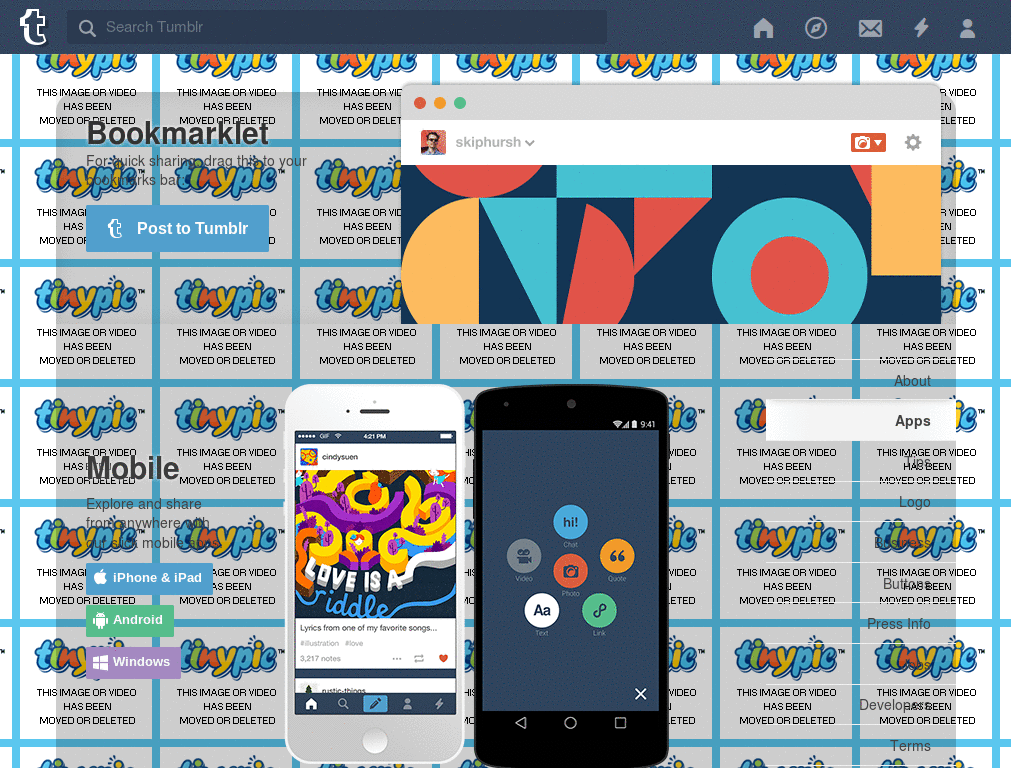 Search Tumblr
Bookmarklet
For quick sharing, drag this to your
bookmarks bar.
Post to Tumblr
skiphursh
tinypic™
THIS IMAGE OR VIDEO
HAS BEEN
MOVED OR DELETED
Mobile
Explore and share
from anywhere with
our slick mobile apps.
iPhone & iPad
Android
Windows
GIF
4:21 PM
cindysuen
LOVE IS A
riddle
Lyrics from one of my favorite songs...
#illustration #love
3,217 notes
rustic-things
9:41
hi!
Chat
Video
Quote
Photo
Aa
Text
Link
About
Apps
Tips
Logo
Business
Buttons
Press Info
Jobs
Developers
Terms